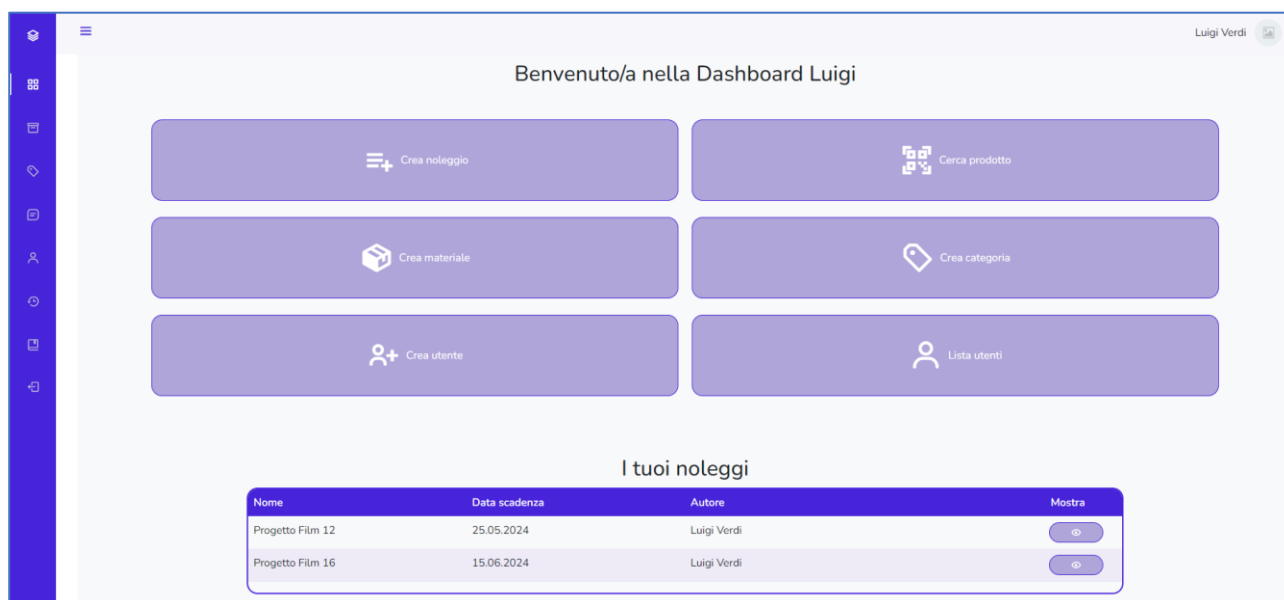 Luigi Verdi
Benvenuto/a nella Dashboard Luigi
Crea noleggio
Cerca prodotto
Crea materiale
Crea categoria
Crea utente
Lista utenti
I tuoi noleggi
Nome Data scadenza Autore Mostra
Progetto Film 12 25.05.2024 Luigi Verdi
Progetto Film 16 15.06.2024 Luigi Verdi